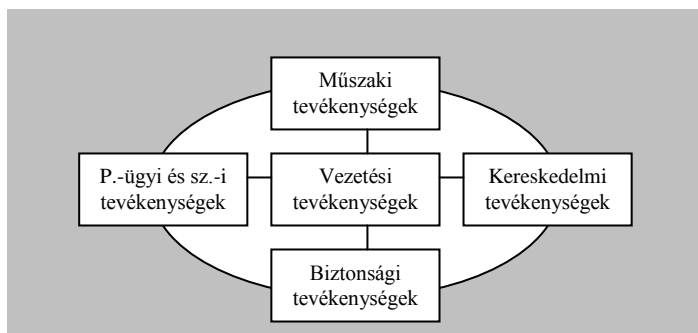 Műszaki
tevékenységek
P.-ügyi és sz.-i
tevékenységek
Vezetési
tevékenységek
Kereskedelmi
tevékenységek
Biztonsági
tevékenységek